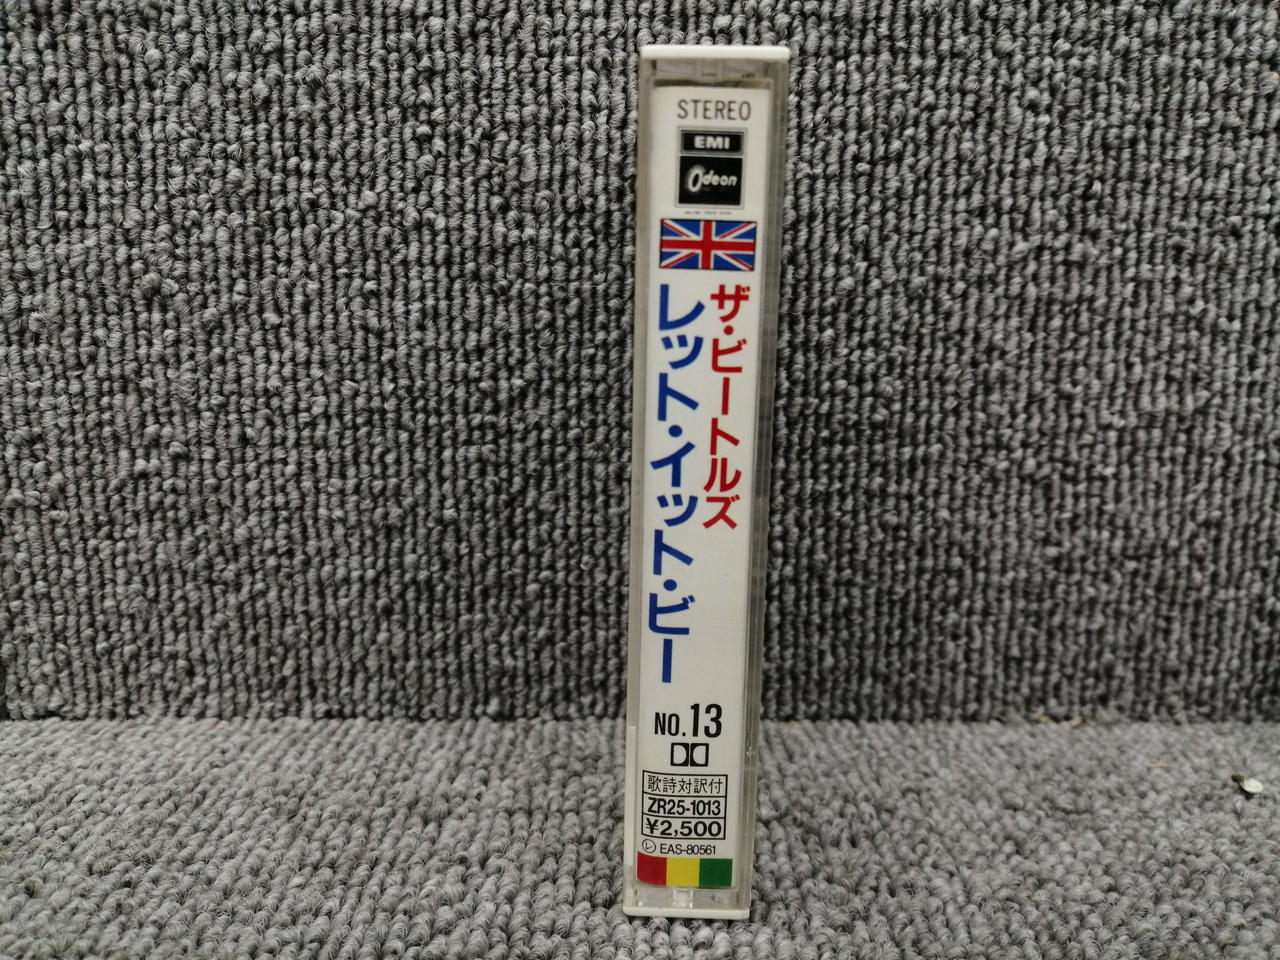 STEREO
EMI
Odeon
ザ・ビートルズ
レット・イット・ビー
NO.13
歌詩対訳付
ZR25-1013
¥2,500
Ⓛ EAS-80561